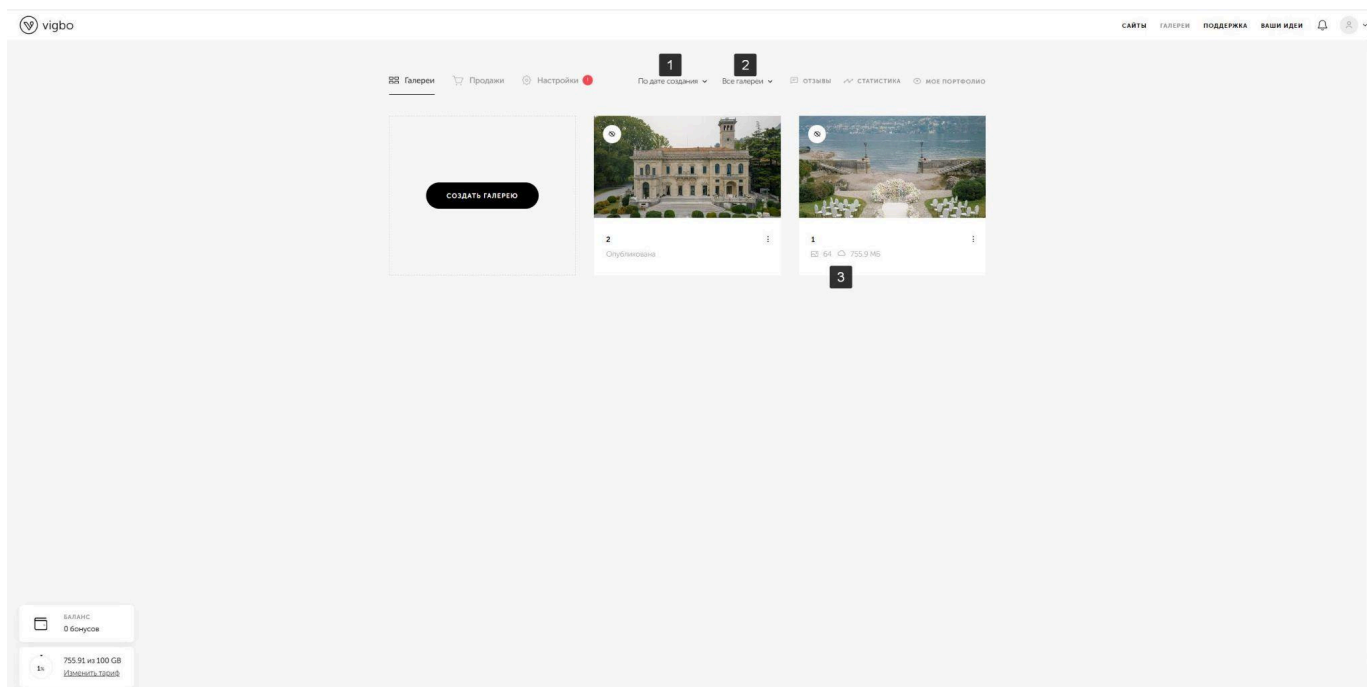 vigbo
САЙТЫ ГАЛЕРЕИ ПОДДЕРЖКА ВАШИ ИДЕИ
1 2
Галереи Продажи Настройки ! По дате создания Все галереи ОТЗЫВЫ СТАТИСТИКА МОЕ ПОРТФОЛИО
СОЗДАТЬ ГАЛЕРЕЮ
2 1
Опубликована 64 755.9 МБ
3
БАЛАНС
0 бонусов
755.91 из 100 GB
1%
Изменить тариф